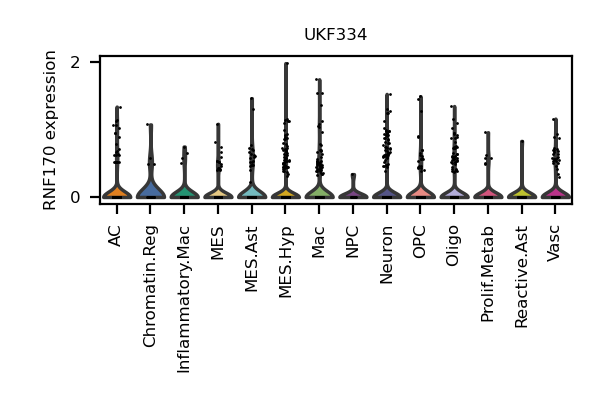 UKF334
RNF170 expression
2
0
AC
Chromatin.Reg
Inflammatory.Mac
MES
MES.Ast
MES.Hyp
Mac
NPC
Neuron
OPC
Oligo
Prolif.Metab
Reactive.Ast
Vasc